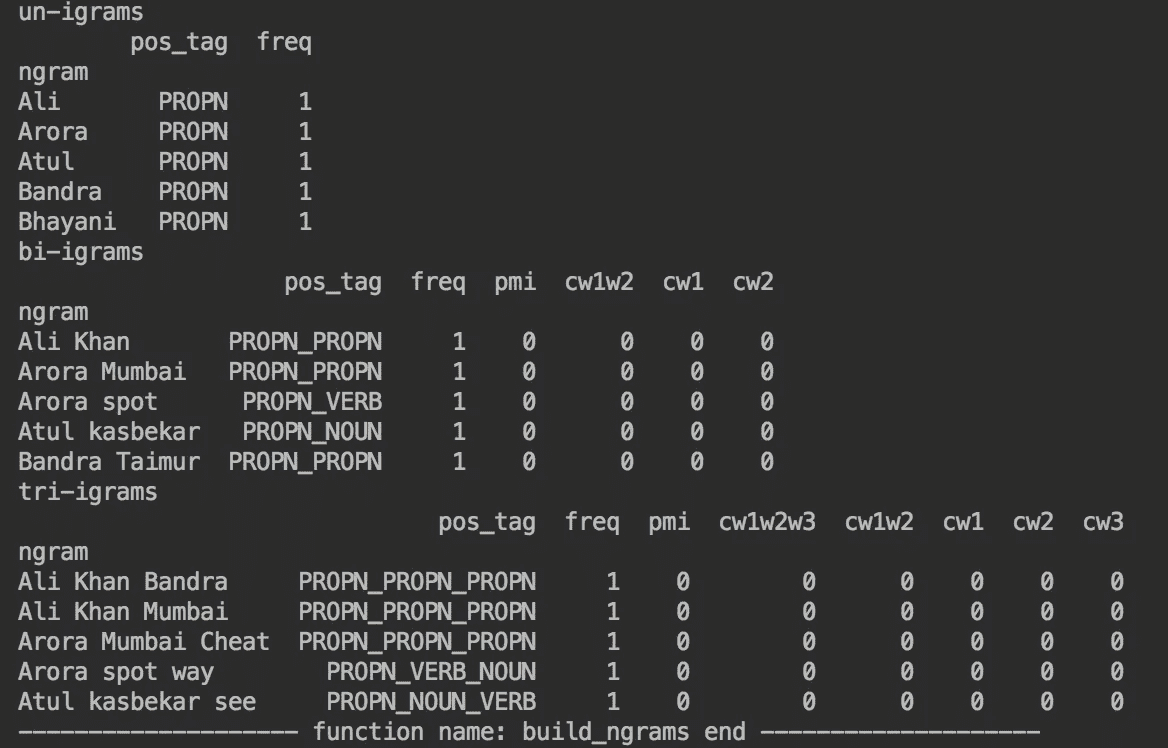 un-igrams
pos_tag freq
ngram
Ali PROPN 1
Arora PROPN 1
Atul PROPN 1
Bandra PROPN 1
Bhayani PROPN 1
bi-igrams
pos_tag freq pmi cw1w2 cw1 cw2
ngram
Ali Khan PROPN_PROPN 1 0 0 0 0
Arora Mumbai PROPN_PROPN 1 0 0 0 0
Arora spot PROPN_VERB 1 0 0 0 0
Atul kasbekar PROPN_NOUN 1 0 0 0 0
Bandra Taimur PROPN_PROPN 1 0 0 0 0
tri-igrams
pos_tag freq pmi cw1w2w3 cw1w2 cw1 cw2 cw3
ngram
Ali Khan Bandra PROPN_PROPN_PROPN 1 0 0 0 0 0 0
Ali Khan Mumbai PROPN_PROPN_PROPN 1 0 0 0 0 0 0
Arora Mumbai Cheat PROPN_PROPN_PROPN 1 0 0 0 0 0 0
Arora spot way PROPN_VERB_NOUN 1 0 0 0 0 0 0
Atul kasbekar see PROPN_NOUN_VERB 1 0 0 0 0 0 0
-------------------- function name: build_ngrams end --------------------